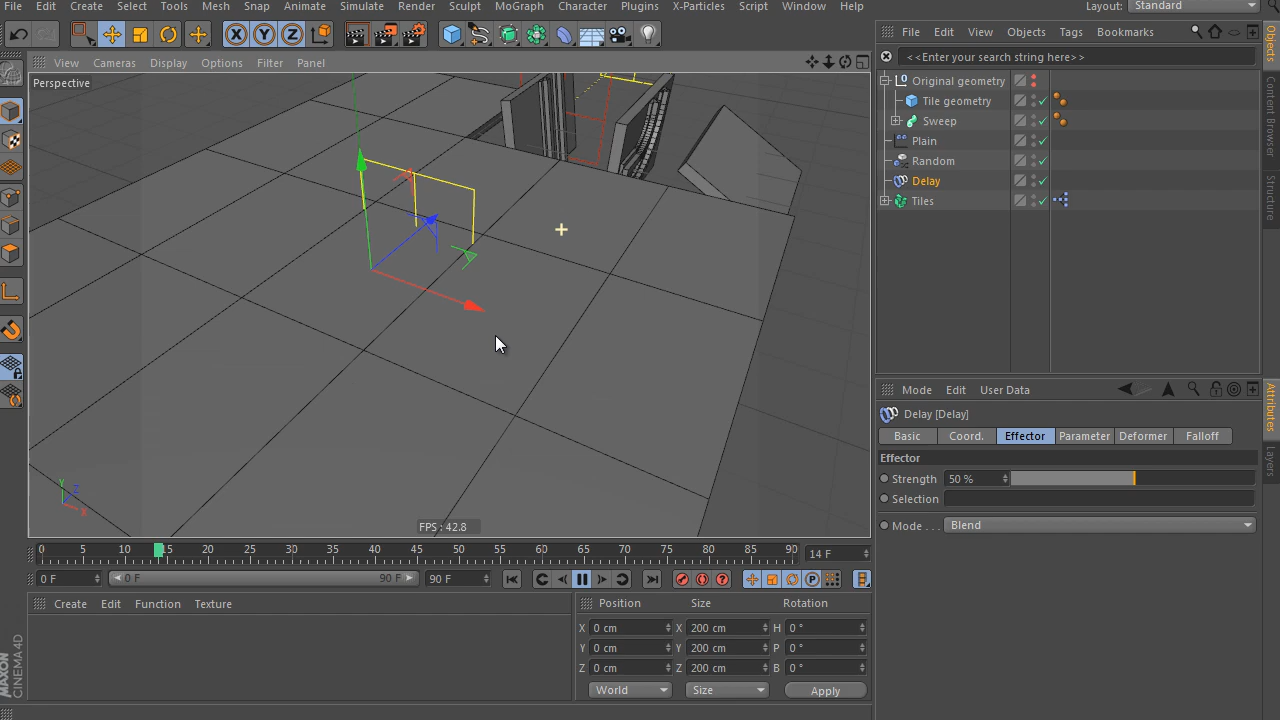 File Edit Create Select Tools Mesh Snap Animate Simulate Render Sculpt MoGraph Character Plugins X-Particles Script Window Help Layout: Standard
X Y Z
File Edit View Objects Tags Bookmarks
<<Enter your search string here>>
View Cameras Display Options Filter Panel
Perspective
Original geometry
Tile geometry
Sweep
Plain
Random
Delay
Tiles
Objects
Content Browser
Structure
Mode Edit User Data
Delay [Delay]
Basic Coord. Effector Parameter Deformer Falloff
Effector
Strength 50 %
Selection
Mode . . . Blend
Attributes
Layers
Y
Z
X
FPS : 42.8
0 5 10 15 20 25 30 35 40 45 50 55 60 65 70 75 80 85 90 14 F
0 F 0 F 90 F 90 F
P
Create Edit Function Texture
Position Size Rotation
X 0 cm X 200 cm H 0 °
Y 0 cm Y 200 cm P 0 °
Z 0 cm Z 200 cm B 0 °
World Size Apply
MAXON
CINEMA 4D